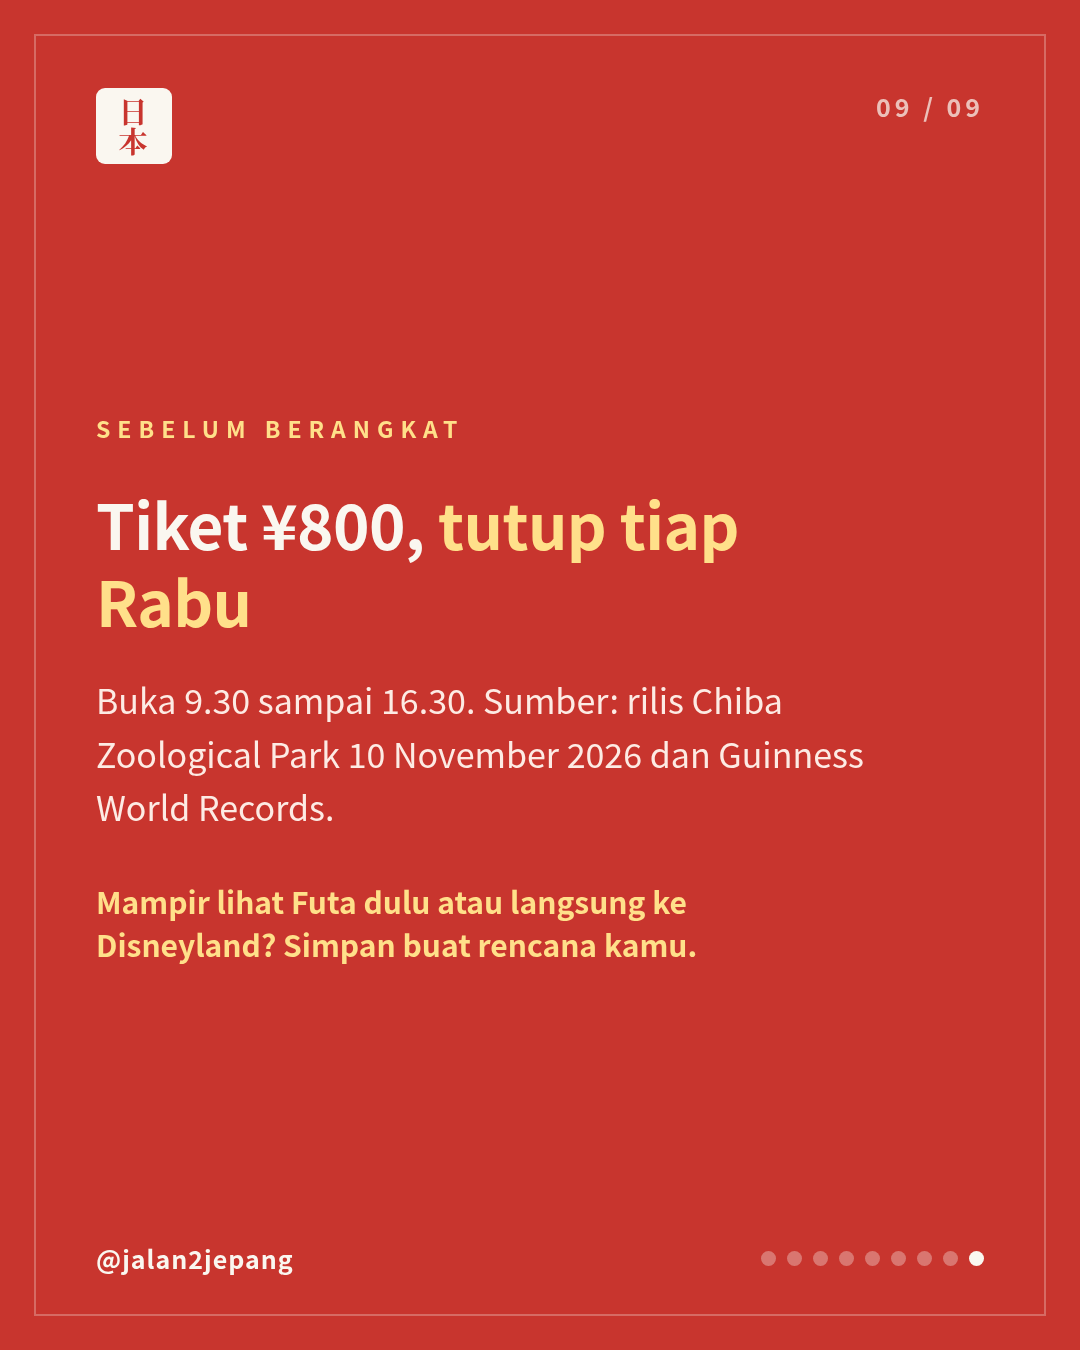 日
本
09 / 09
SEBELUM BERANGKAT
Tiket ¥800, tutup tiap
Rabu
Buka 9.30 sampai 16.30. Sumber: rilis Chiba
Zoological Park 10 November 2026 dan Guinness
World Records.
Mampir lihat Futa dulu atau langsung ke
Disneyland? Simpan buat rencana kamu.
@jalan2jepang